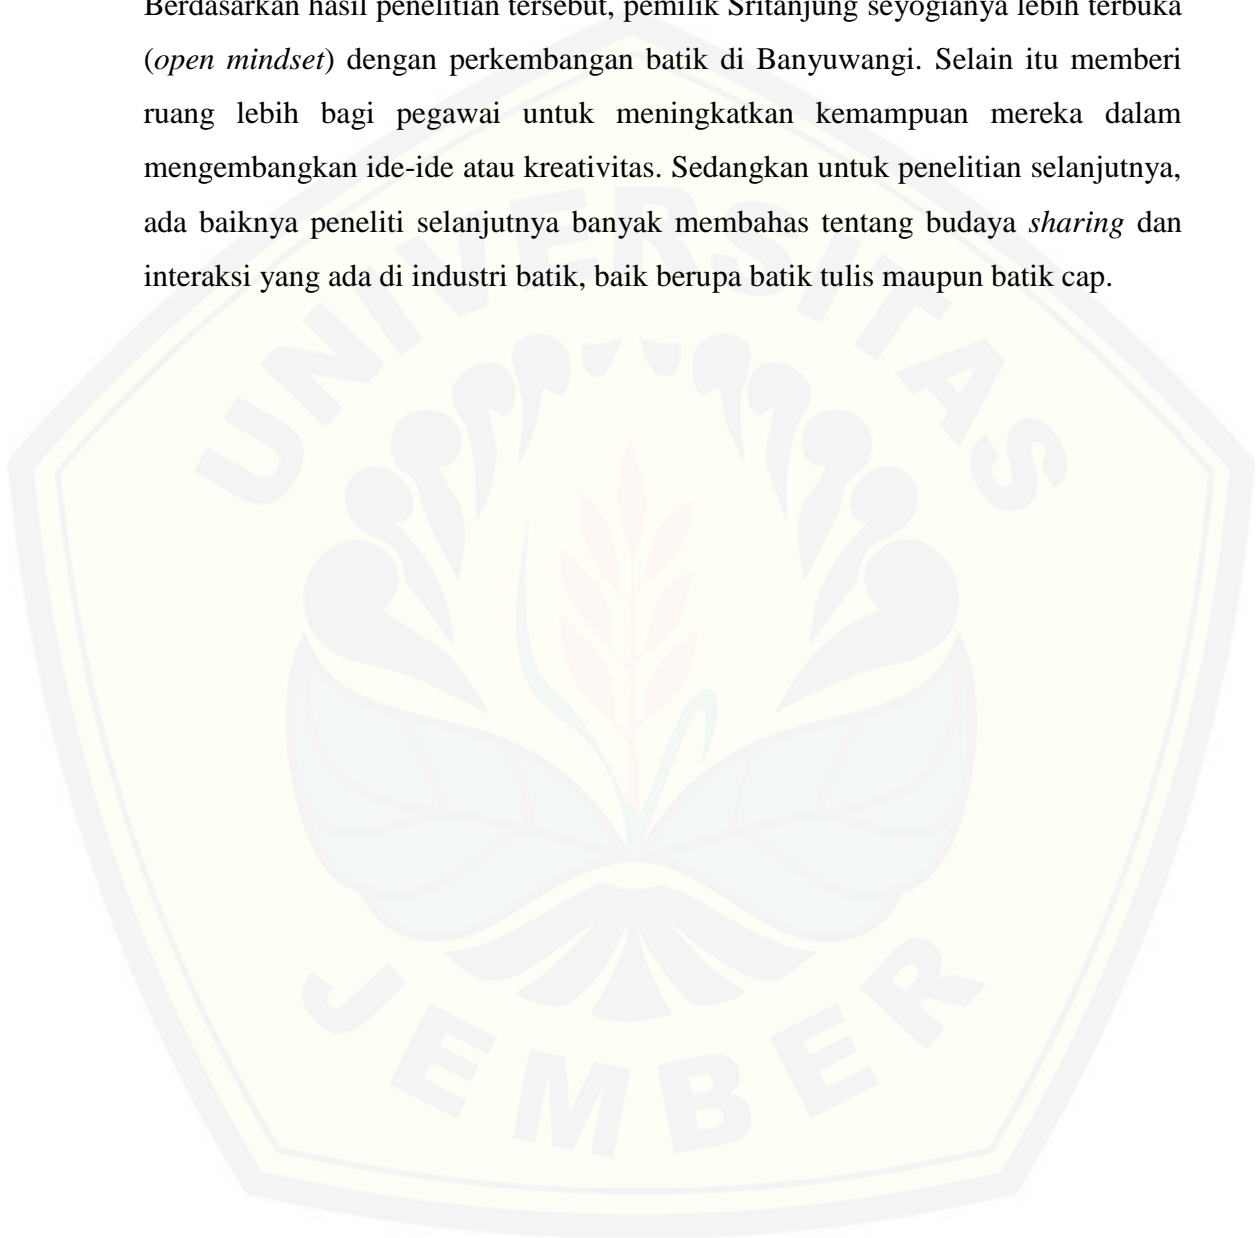 Berdasarkan hasil penelitian tersebut, pemilik Sritanjung seyogianya lebih terbuka
(open mindset) dengan perkembangan batik di Banyuwangi. Selain itu memberi
ruang lebih bagi pegawai untuk meningkatkan kemampuan mereka dalam
mengembangkan ide-ide atau kreativitas. Sedangkan untuk penelitian selanjutnya,
ada baiknya peneliti selanjutnya banyak membahas tentang budaya sharing dan
interaksi yang ada di industri batik, baik berupa batik tulis maupun batik cap.
UNIVERSITAS
JEMBER